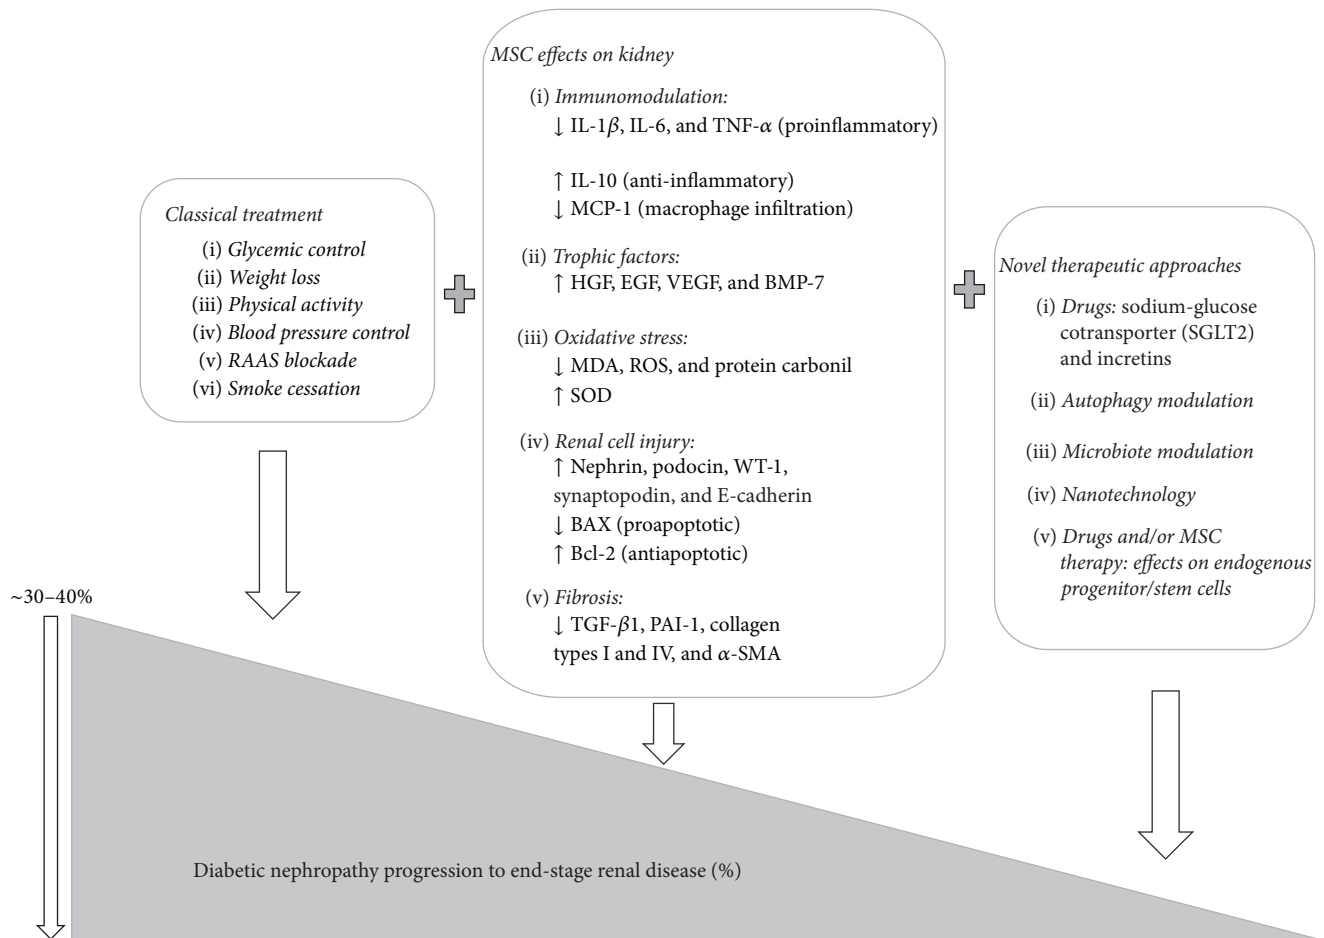 Classical treatment
(i) Glycemic control
(ii) Weight loss
(iii) Physical activity
(iv) Blood pressure control
(v) RAAS blockade
(vi) Smoke cessation
MSC effects on kidney
(i) Immunomodulation:
↓ IL-1β, IL-6, and TNF-α (proinflammatory)
↑ IL-10 (anti-inflammatory)
↓ MCP-1 (macrophage infiltration)
(ii) Trophic factors:
↑ HGF, EGF, VEGF, and BMP-7
(iii) Oxidative stress:
↓ MDA, ROS, and protein carbonil
↑ SOD
(iv) Renal cell injury:
↑ Nephrin, podocin, WT-1,
synaptopodin, and E-cadherin
↓ BAX (proapoptotic)
↑ Bcl-2 (antiapoptotic)
(v) Fibrosis:
↓ TGF-β1, PAI-1, collagen
types I and IV, and α-SMA
Novel therapeutic approaches
(i) Drugs: sodium-glucose
cotransporter (SGLT2)
and incretins
(ii) Autophagy modulation
(iii) Microbiote modulation
(iv) Nanotechnology
(v) Drugs and/or MSC
therapy: effects on endogenous
progenitor/stem cells
~30–40%
Diabetic nephropathy progression to end-stage renal disease (%)